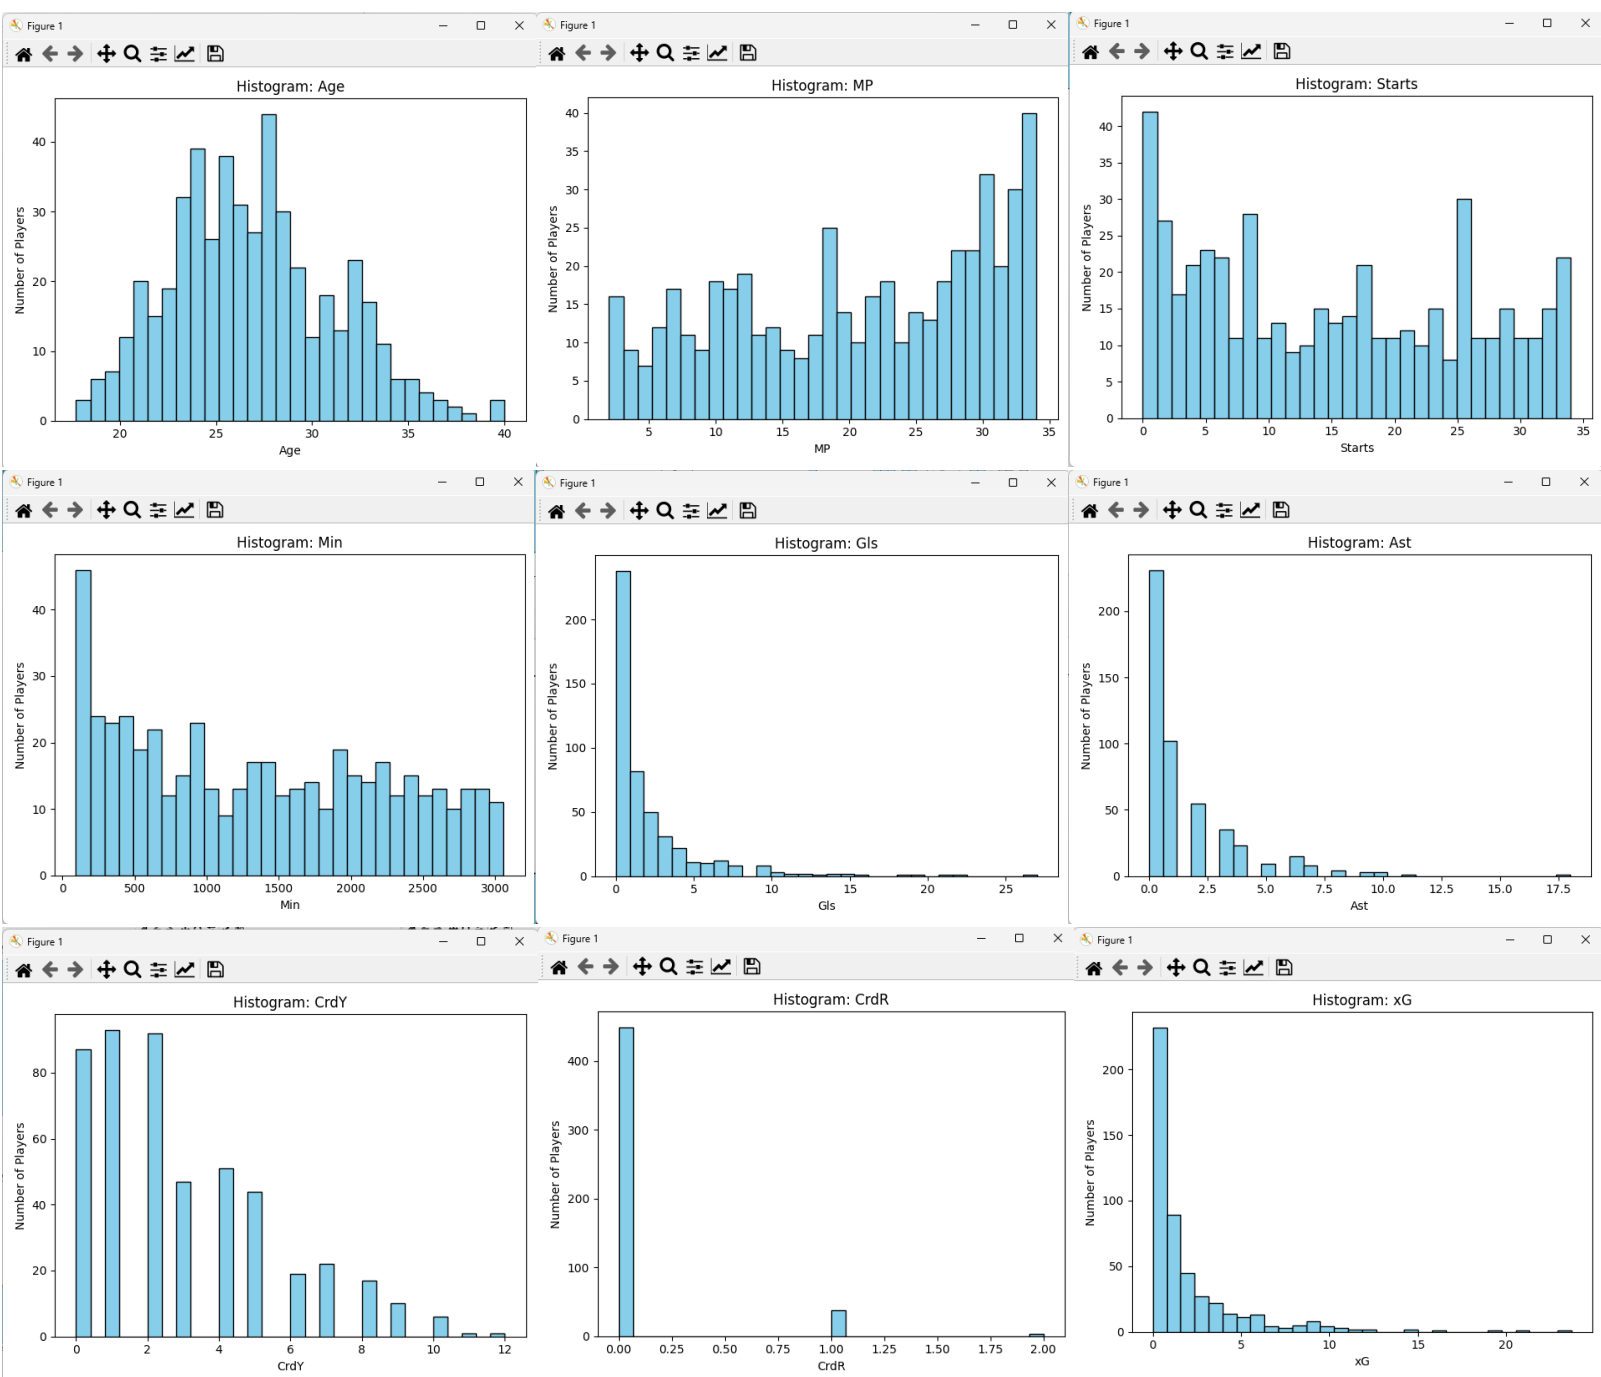 Figure 1
Histogram: Age
Number of Players
40
30
20
10
0
20 25 30 35 40
Age
Figure 1
Histogram: MP
Number of Players
40
35
30
25
20
15
10
5
0
5 10 15 20 25 30 35
MP
Figure 1
Histogram: Starts
Number of Players
40
35
30
25
20
15
10
5
0
0 5 10 15 20 25 30 35
Starts
Figure 1
Histogram: Min
Number of Players
40
30
20
10
0
0 500 1000 1500 2000 2500 3000
Min
Figure 1
Histogram: Gls
Number of Players
200
150
100
50
0
0 5 10 15 20 25
Gls
Figure 1
Histogram: Ast
Number of Players
200
150
100
50
0
0.0 2.5 5.0 7.5 10.0 12.5 15.0 17.5
Ast
Figure 1
Histogram: CrdY
Number of Players
80
60
40
20
0
0 2 4 6 8 10 12
CrdY
Figure 1
Histogram: CrdR
Number of Players
400
300
200
100
0
0.00 0.25 0.50 0.75 1.00 1.25 1.50 1.75 2.00
CrdR
Figure 1
Histogram: xG
Number of Players
200
150
100
50
0
0 5 10 15 20
xG